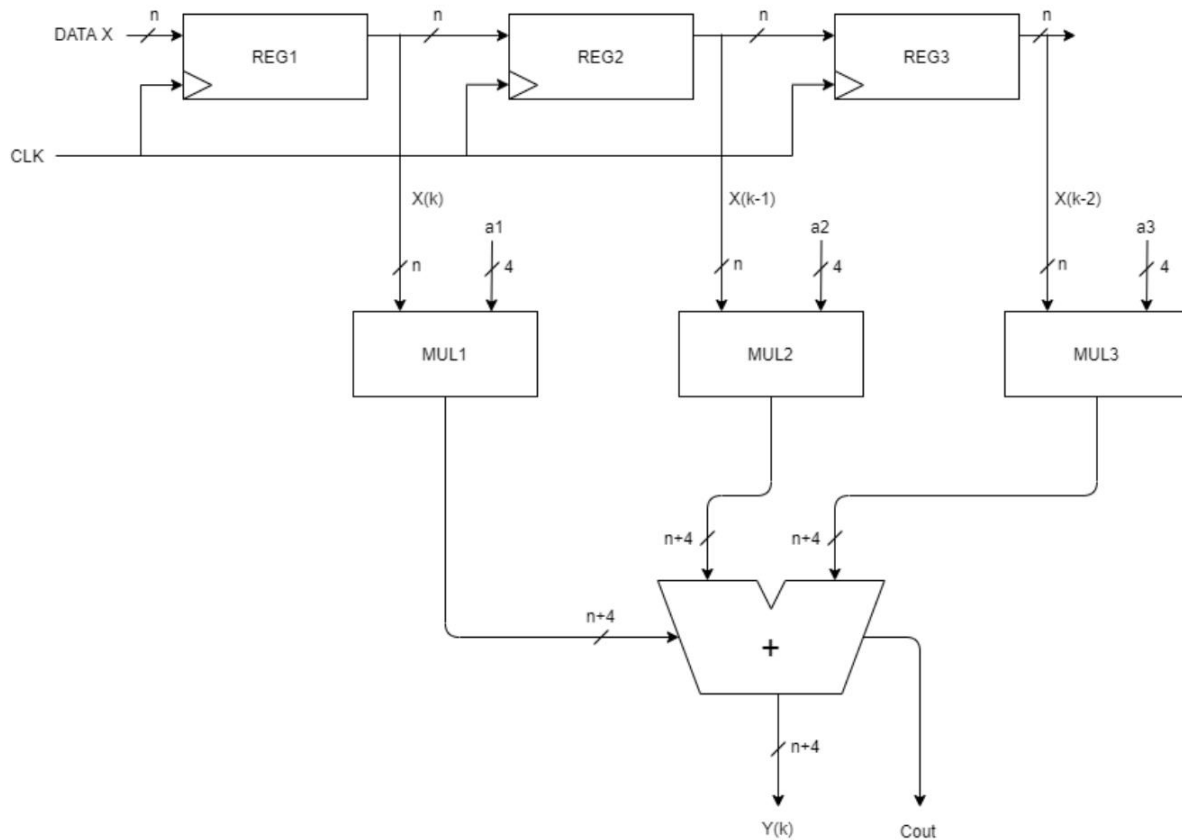 n
n
n
DATA X
REG1
REG2
REG3
CLK
X(k)
X(k-1)
X(k-2)
a1
a2
a3
n
4
n
4
n
4
MUL1
MUL2
MUL3
n+4
n+4
n+4
+
n+4
Y(k)
Cout